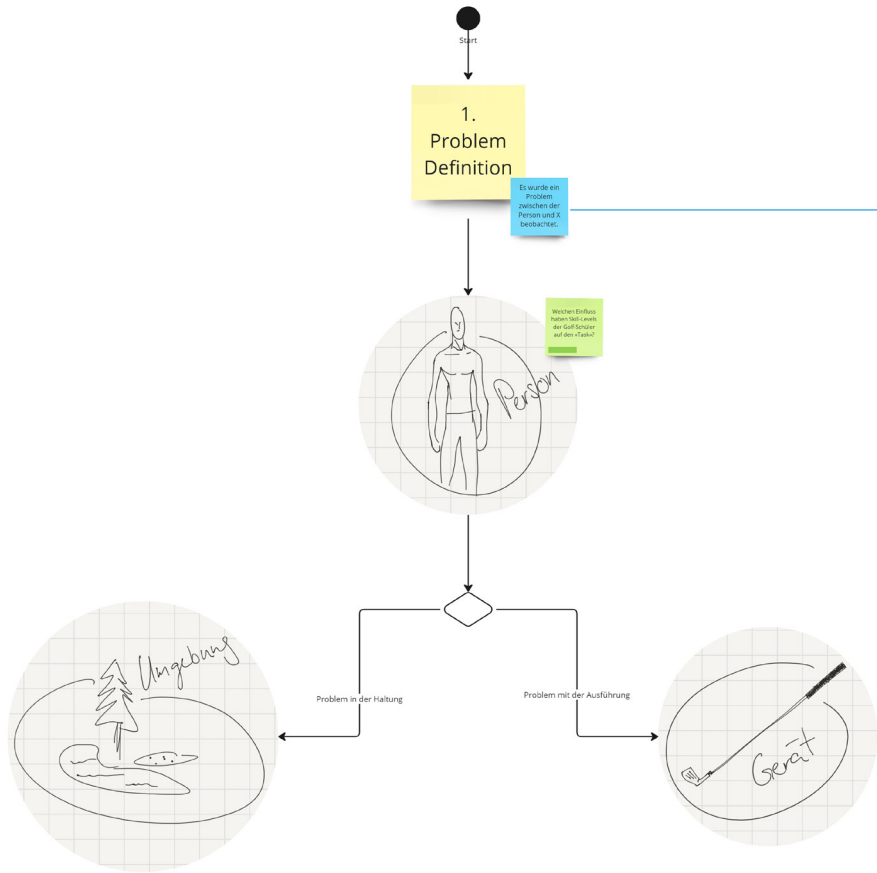 Start
1.
Problem
Definition
Es wurde ein
Problem
zwischen der
Person und X
beobachtet.
Welchen Einfluss
haben Skill-Levels
der Golf-Schüler
auf den «Task»?
Person
Umgebung
Problem in der Haltung
Problem mit der Ausführung
Gerät